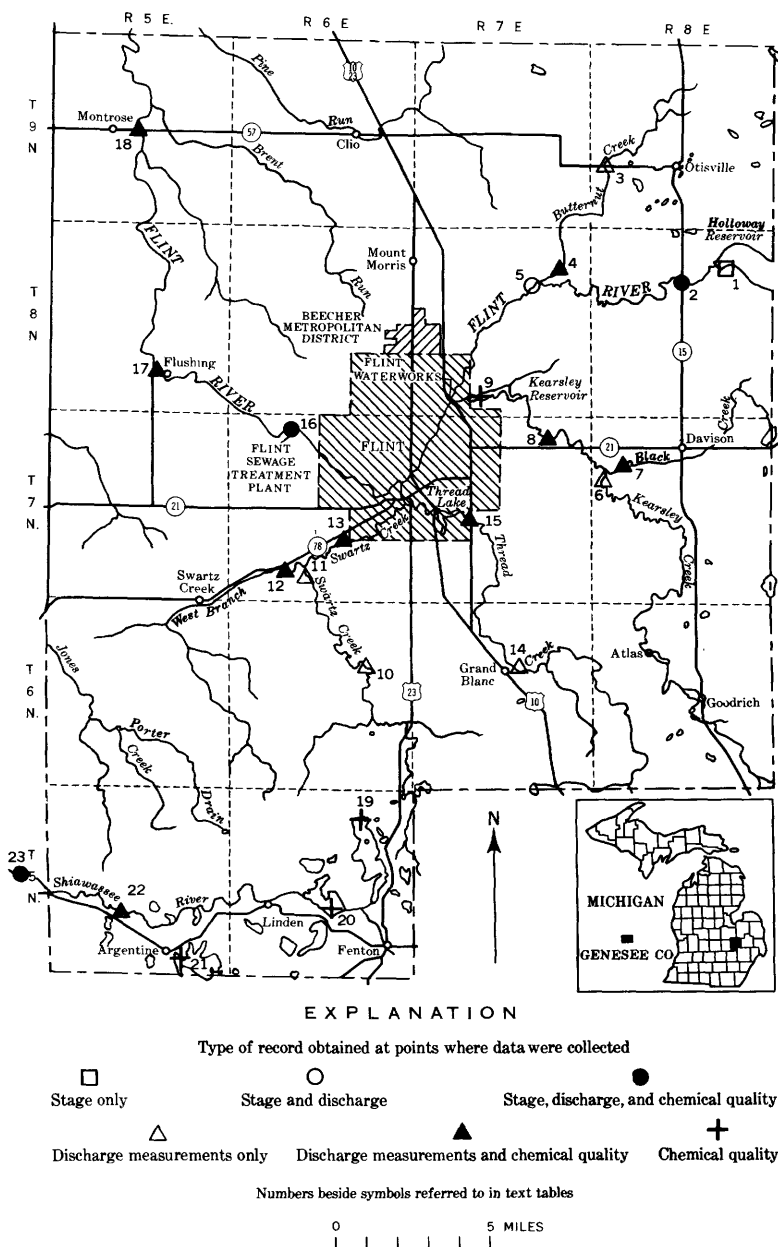 R 5 E.
R 6 E
R 7 E
R 8 E
T
9
N
T
8
N
T
7
N.
T
6
N.
T
5
N.
10
23
Pine
Run
Montrose
18
57
Clio
Brent
Run
Creek
3
Otisville
Butternut
Holloway
Reservoir
FLINT
RIVER
Mount
Morris
5
4
FLINT
RIVER
2
1
BEECHER
METROPOLITAN
DISTRICT
15
17
Flushing
FLINT
WATERWORKS
9
Kearsley
Reservoir
16
FLINT
SEWAGE
TREATMENT
PLANT
FLINT
8
21
Davison
Black
Creek
7
6
Kearsley
Creek
21
Thread
Lake
15
13
78
Swartz
Creek
Thread
Creek
12
11
Swartz
Creek
Swartz
Creek
West Branch
10
14
Grand
Blanc
10
23
Atlas
Goodrich
Jones
Porter
Creek
Drain
19
N
23
Shiawassee
River
22
Linden
20
Argentine
21
Fenton
MICHIGAN
GENESEE CO.
EXPLANATION
Type of record obtained at points where data were collected
Stage only
Stage and discharge
Stage, discharge, and chemical quality
Discharge measurements only
Discharge measurements and chemical quality
Chemical quality
Numbers beside symbols referred to in text tables
0 5 MILES